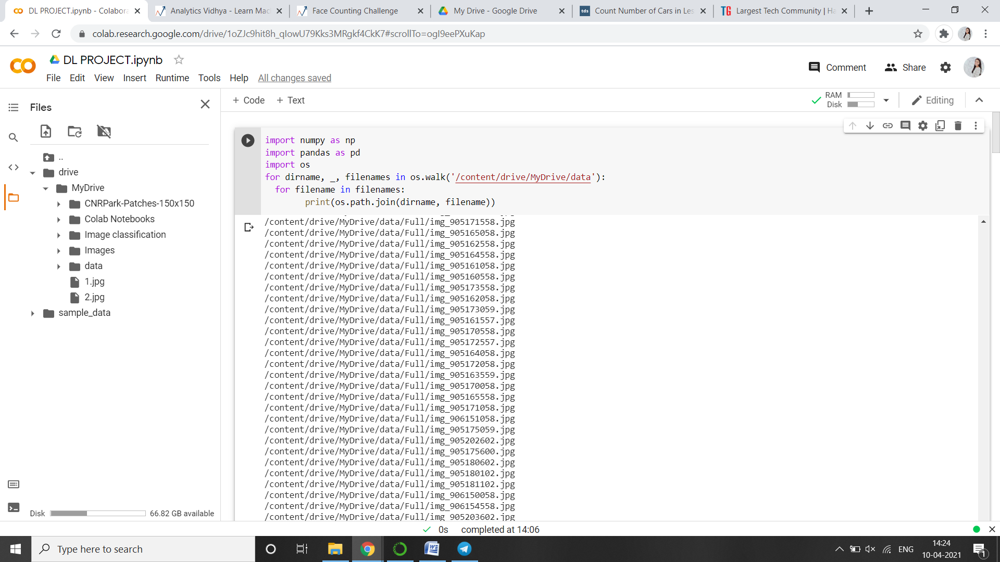 DL PROJECT.ipynb - Colabora
Analytics Vidhya - Learn Mac
Face Counting Challenge
My Drive - Google Drive
tds
Count Number of Cars in Les
TG
Largest Tech Community | Ha
colab.research.google.com/drive/1oZJc9hit8h_qIowU79Kks3MRgkf4CkK7#scrollTo=ogI9eePXuKap
DL PROJECT.ipynb
Comment
Share
File Edit View Insert Runtime Tools Help All changes saved
Files
+ Code + Text
RAM
Disk
Editing
..
drive
MyDrive
CNRPark-Patches-150x150
Colab Notebooks
Image classification
Images
data
1.jpg
2.jpg
sample_data
Disk
66.82 GB available
import numpy as np
import pandas as pd
import os
for dirname, _, filenames in os.walk('/content/drive/MyDrive/data'):
for filename in filenames:
print(os.path.join(dirname, filename))
/content/drive/MyDrive/data/Full/img_905171558.jpg
/content/drive/MyDrive/data/Full/img_905165058.jpg
/content/drive/MyDrive/data/Full/img_905162558.jpg
/content/drive/MyDrive/data/Full/img_905164558.jpg
/content/drive/MyDrive/data/Full/img_905161058.jpg
/content/drive/MyDrive/data/Full/img_905160558.jpg
/content/drive/MyDrive/data/Full/img_905173558.jpg
/content/drive/MyDrive/data/Full/img_905162058.jpg
/content/drive/MyDrive/data/Full/img_905173059.jpg
/content/drive/MyDrive/data/Full/img_905161557.jpg
/content/drive/MyDrive/data/Full/img_905170558.jpg
/content/drive/MyDrive/data/Full/img_905172557.jpg
/content/drive/MyDrive/data/Full/img_905164058.jpg
/content/drive/MyDrive/data/Full/img_905172058.jpg
/content/drive/MyDrive/data/Full/img_905163559.jpg
/content/drive/MyDrive/data/Full/img_905170058.jpg
/content/drive/MyDrive/data/Full/img_905165558.jpg
/content/drive/MyDrive/data/Full/img_905171058.jpg
/content/drive/MyDrive/data/Full/img_906151058.jpg
/content/drive/MyDrive/data/Full/img_905175059.jpg
/content/drive/MyDrive/data/Full/img_905202602.jpg
/content/drive/MyDrive/data/Full/img_905175600.jpg
/content/drive/MyDrive/data/Full/img_905180602.jpg
/content/drive/MyDrive/data/Full/img_905180102.jpg
/content/drive/MyDrive/data/Full/img_905181102.jpg
/content/drive/MyDrive/data/Full/img_906150058.jpg
/content/drive/MyDrive/data/Full/img_906154558.jpg
/content/drive/MyDrive/data/Full/img_905203602.jpg
0s completed at 14:06
Type here to search
ENG
14:24
10-04-2021
1